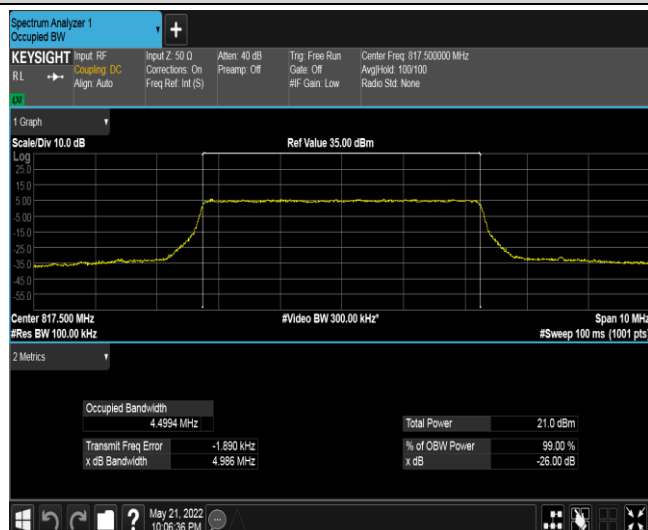 Spectrum Analyzer 1
Occupied BW
+
KEYSIGHT
RL
LXI
Input: RF
Coupling: DC
Align: Auto
Input Z: 50 Ω
Corrections: On
Freq Ref: Int (S)
Atten: 40 dB
Preamp: Off
Trig: Free Run
Gate: Off
#IF Gain: Low
Center Freq: 817.500000 MHz
Avg|Hold: 100/100
Radio Std: None
1 Graph
Scale/Div 10.0 dB
Ref Value 35.00 dBm
Log
25.0
15.0
5.00
-5.00
-15.0
-25.0
-35.0
-45.0
-55.0
Center 817.500 MHz
#Video BW 300.00 kHz*
Span 10 MHz
#Res BW 100.00 kHz
#Sweep 100 ms (1001 pts)
2 Metrics
Occupied Bandwidth
4.4994 MHz
Total Power 21.0 dBm
Transmit Freq Error -1.890 kHz
% of OBW Power 99.00 %
x dB Bandwidth 4.986 MHz
x dB -26.00 dB
?
May 21, 2022
10:06:36 PM